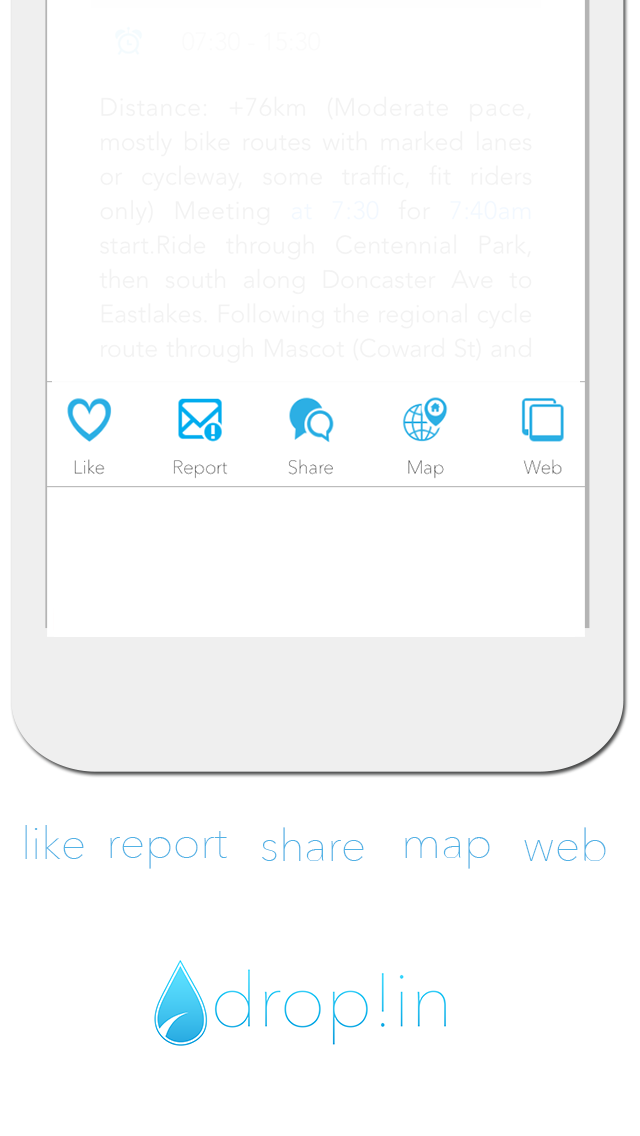 07.30 - 15.30
Distance: +76km (Moderate pace,
mostly bike routes with marked lanes
or cycleway, some traffic, fit riders
only) Meeting at 7:30 for 7:40am
start.Ride through Centennial Park,
then south along Doncaster Ave to
Eastlakes. Following the regional cycle
route through Mascot (Coward St) and
Like Report Share Map Web
like report share map web
drop!in